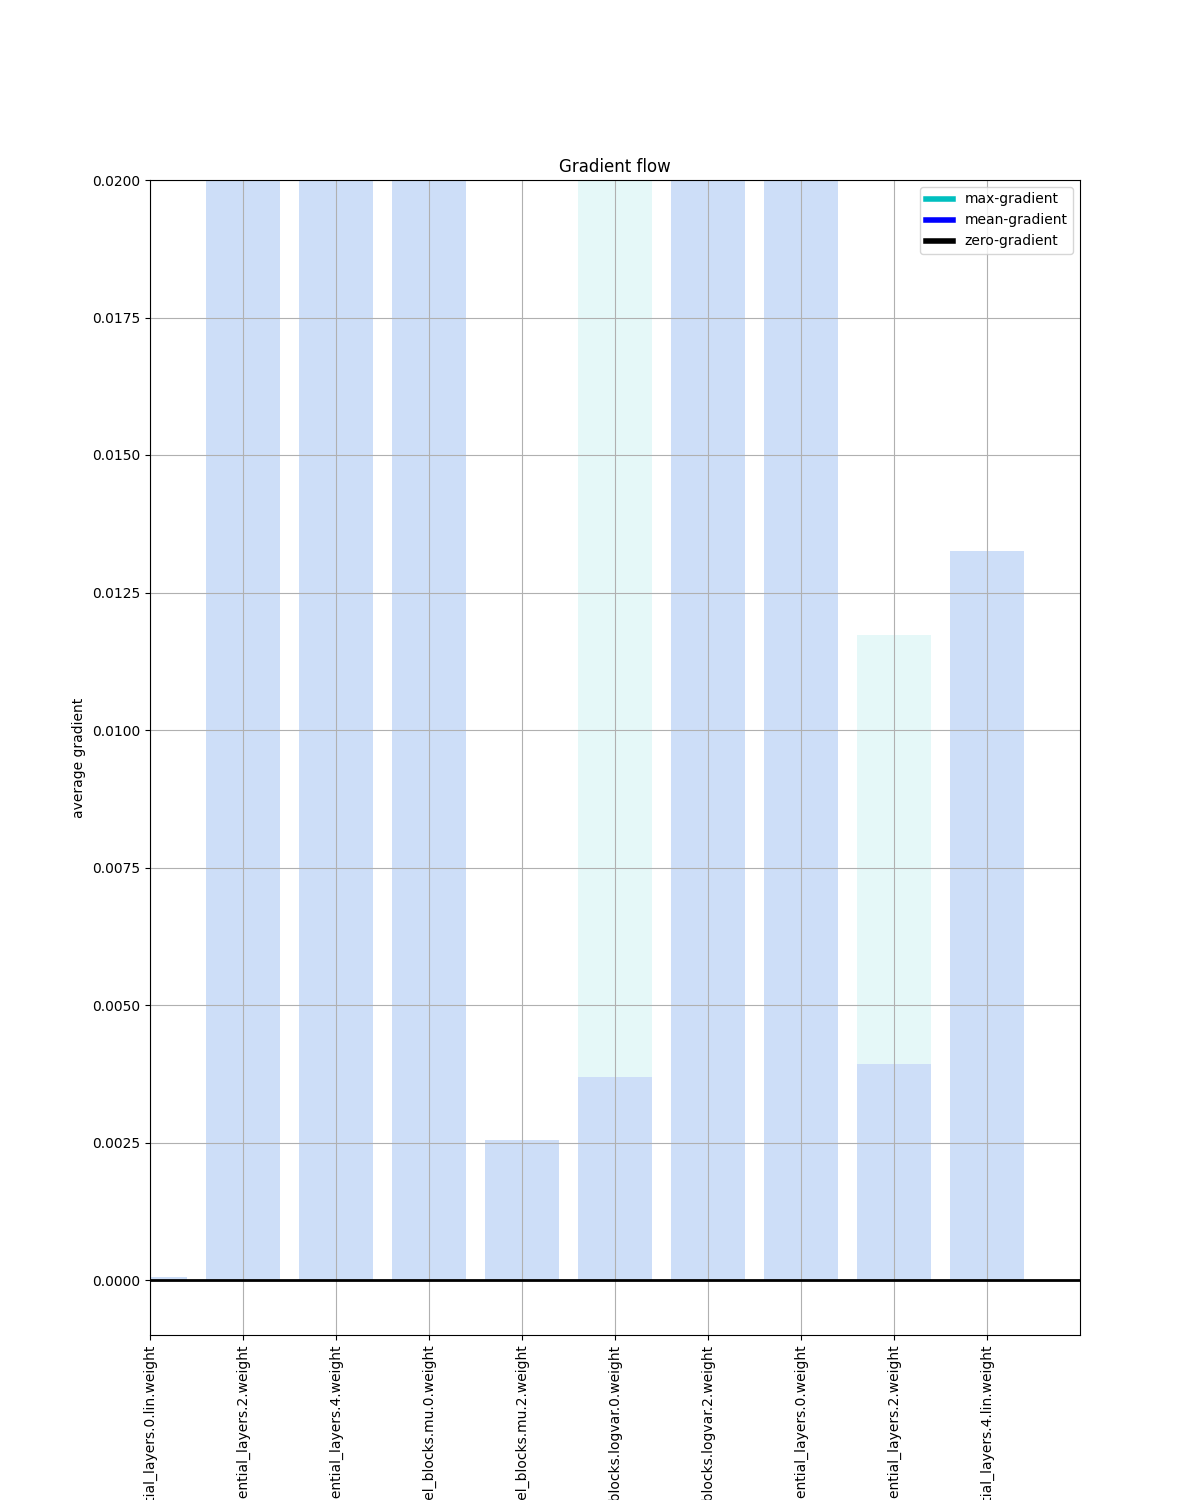 Gradient flow
max-gradient
mean-gradient
zero-gradient
0.0200
0.0175
0.0150
0.0125
0.0100
0.0075
0.0050
0.0025
0.0000
average gradient
tial_layers.0.lin.weight
ential_layers.2.weight
ential_layers.4.weight
el_blocks.mu.0.weight
el_blocks.mu.2.weight
blocks.logvar.0.weight
blocks.logvar.2.weight
ential_layers.0.weight
ential_layers.2.weight
tial_layers.4.lin.weight